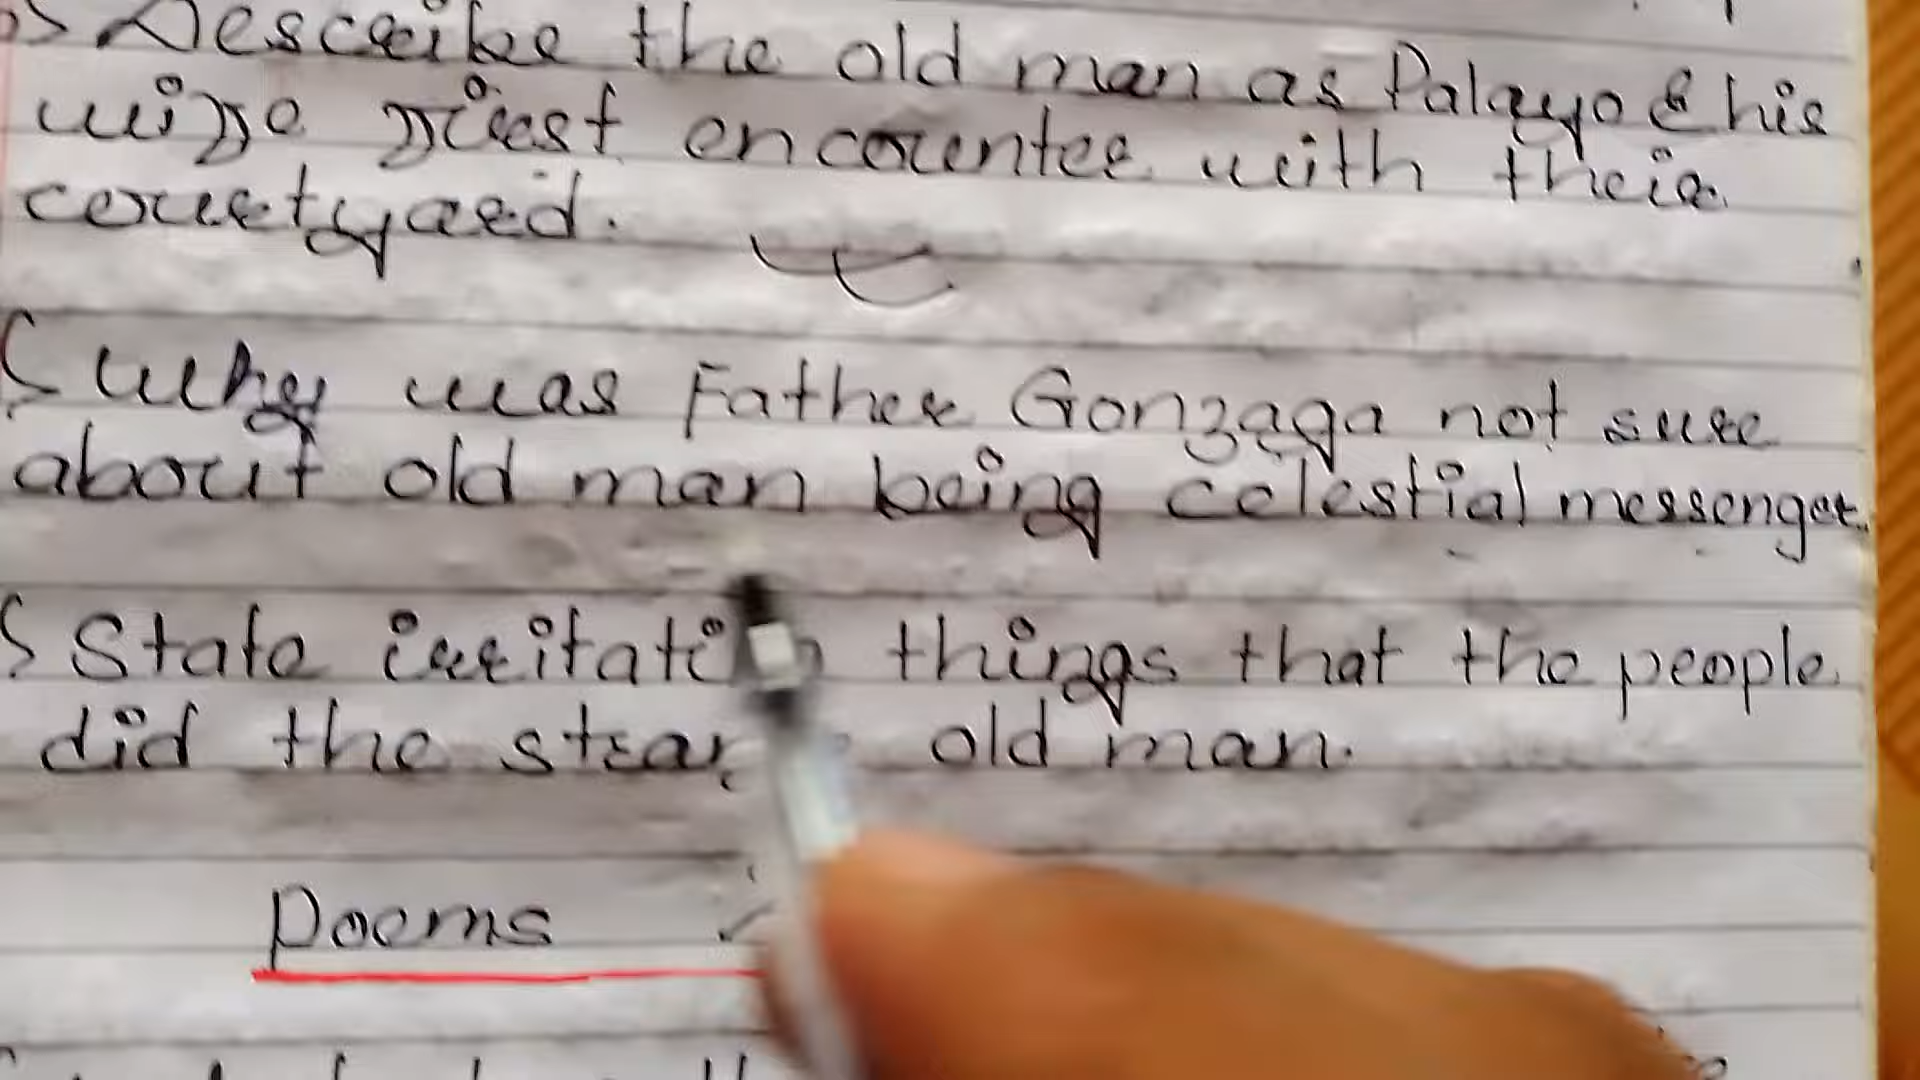 Describe the old man as Palayo & his
wife first encounter with their
courtyard.
Why was Father Gonzaga not sure
about old man being celestial messenger.
State things that the people
did the old man.
Poems